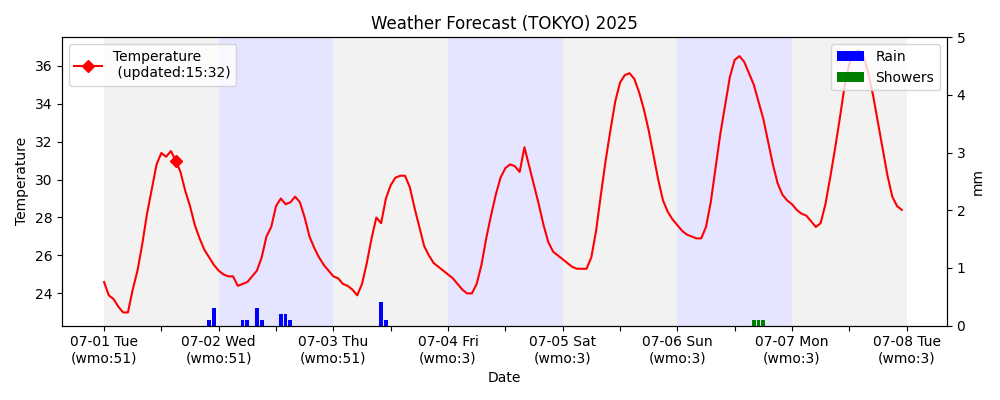 Weather Forecast (TOKYO) 2025
Temperature
(updated:15:32)
Rain
Showers
Temperature
36
34
32
30
28
26
24
5
4
3
2
1
0
mm
07-01 Tue
(wmo:51)
07-02 Wed
(wmo:51)
07-03 Thu
(wmo:51)
07-04 Fri
(wmo:3)
07-05 Sat
(wmo:3)
07-06 Sun
(wmo:3)
07-07 Mon
(wmo:3)
07-08 Tue
(wmo:3)
Date